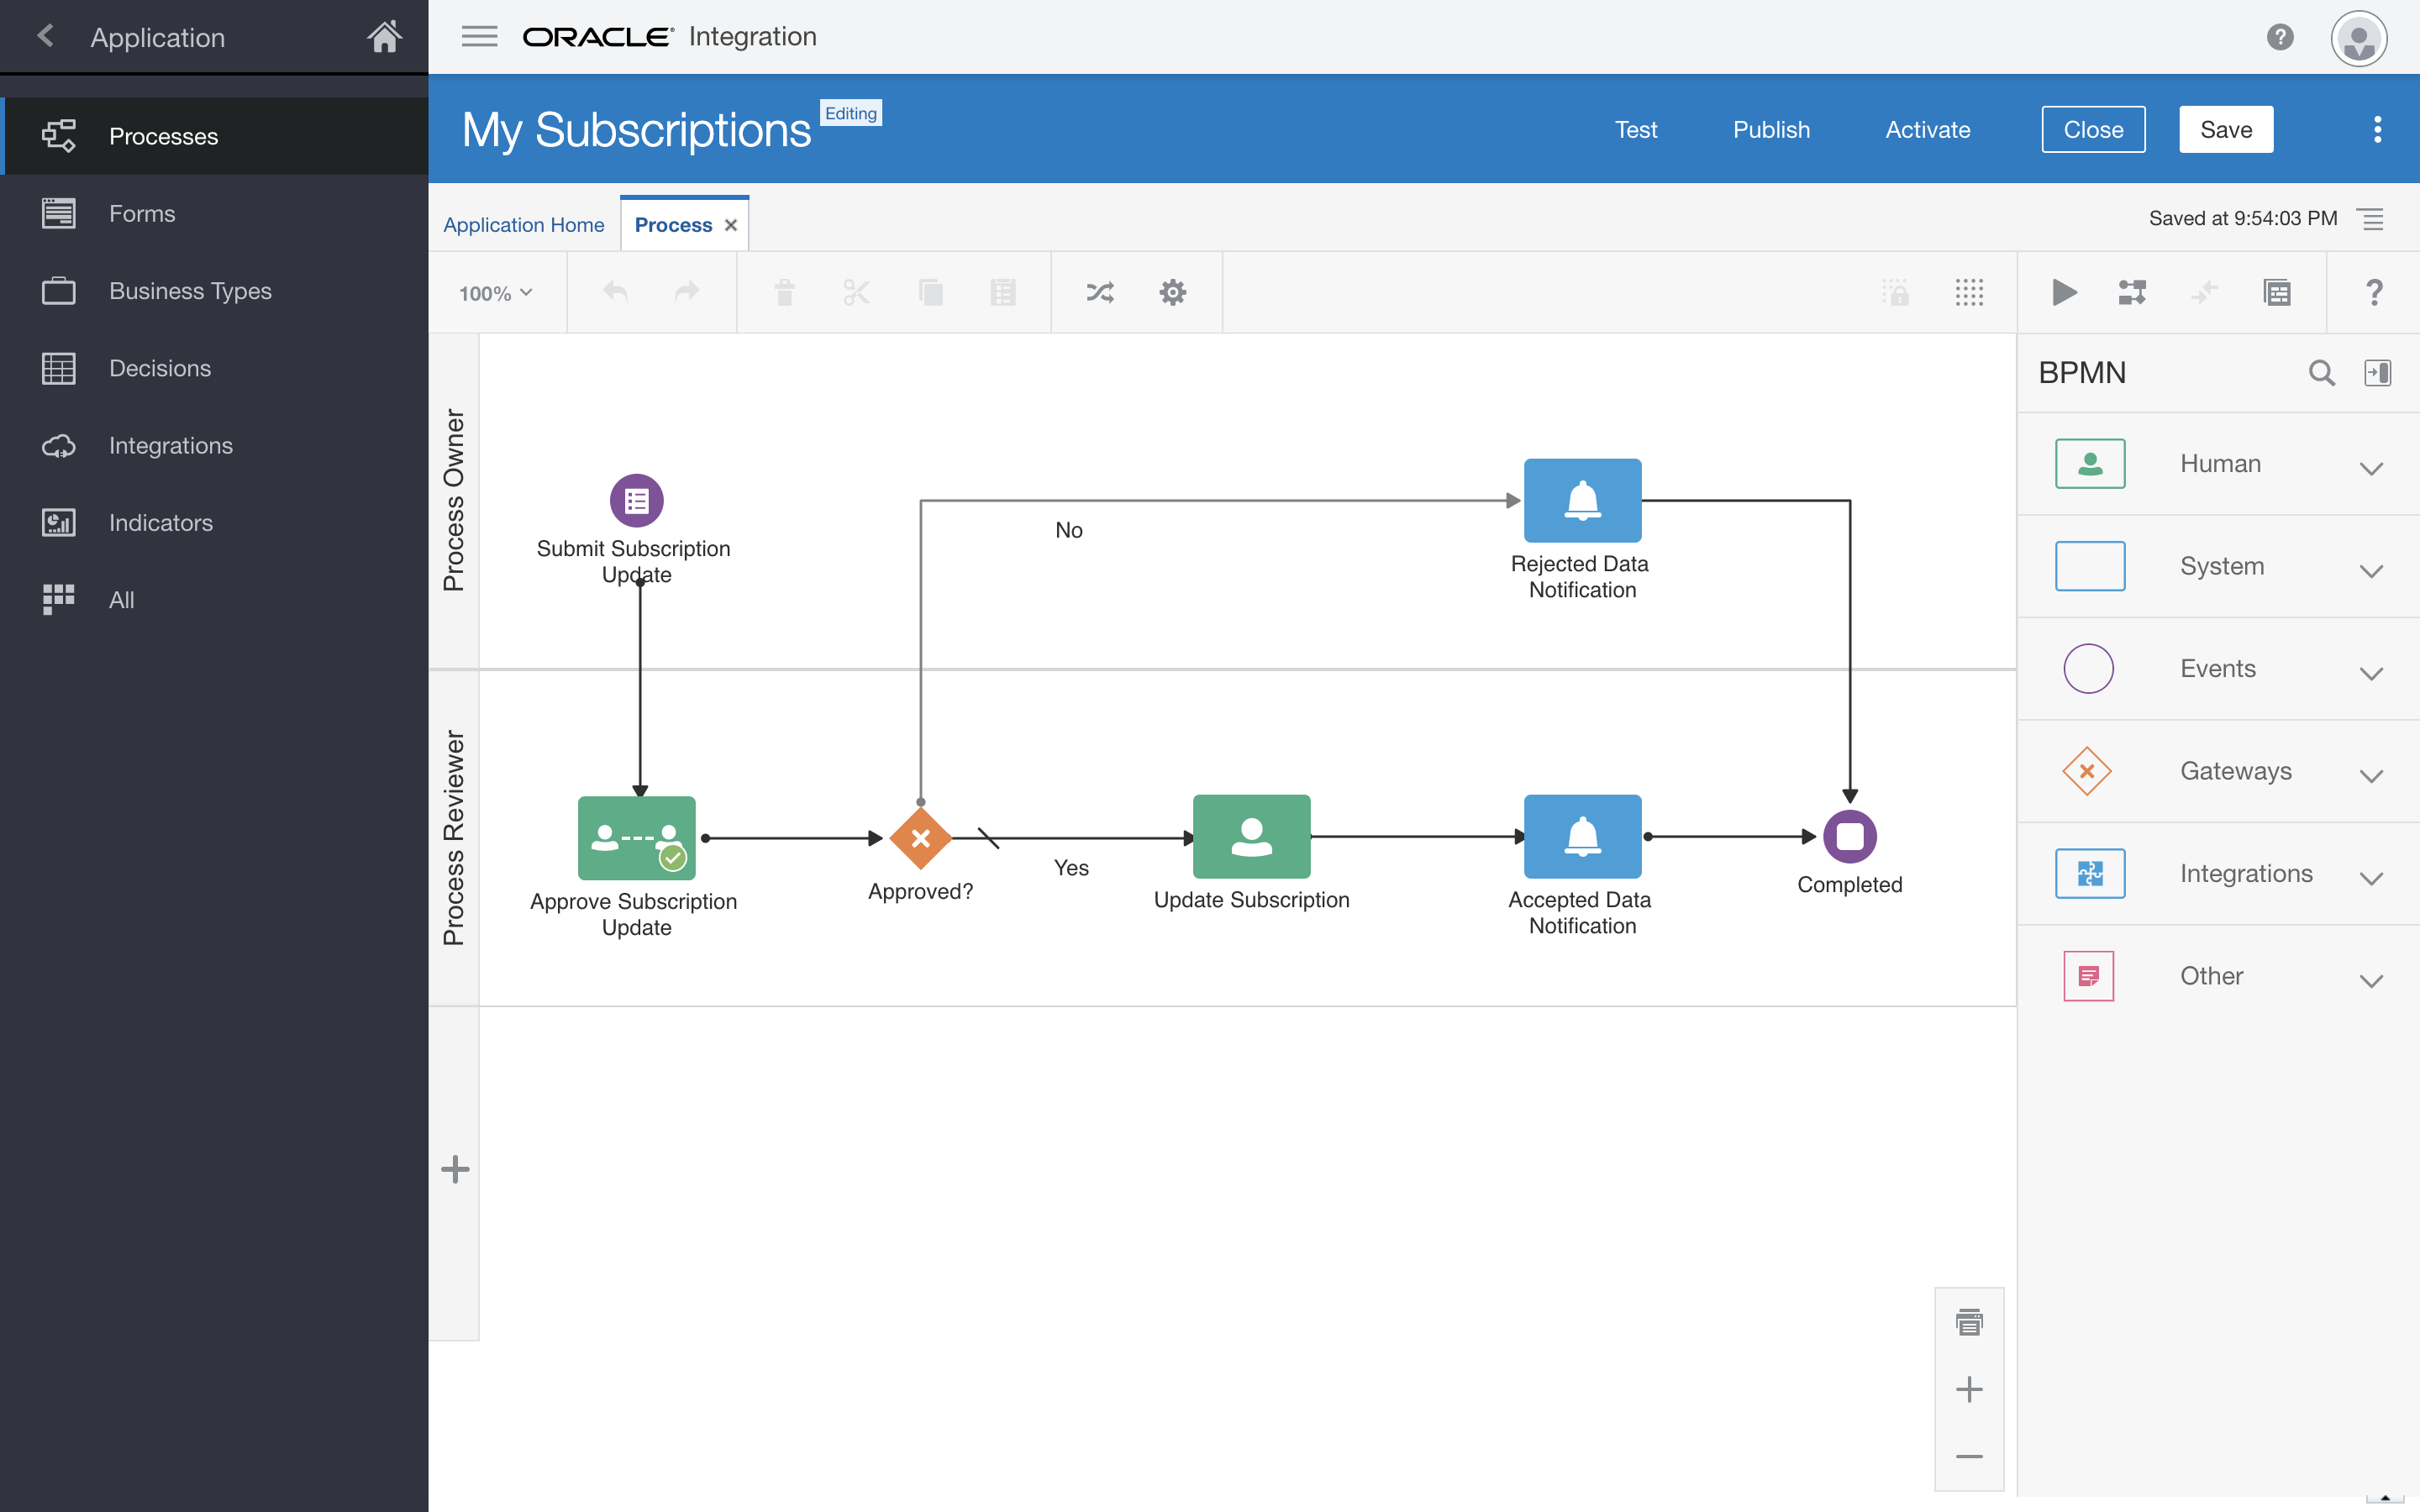 Application
ORACLE® Integration
My Subscriptions Editing
Test Publish Activate Close Save
Processes
Forms
Business Types
Decisions
Integrations
Indicators
All
Application Home Process
Saved at 9:54:03 PM
100%
?
BPMN
Human
System
Events
Gateways
Integrations
Other
Process Owner
Submit Subscription
Update
No
Rejected Data
Notification
Process Reviewer
Approve Subscription
Update
Approved?
Yes
Update Subscription
Accepted Data
Notification
Completed